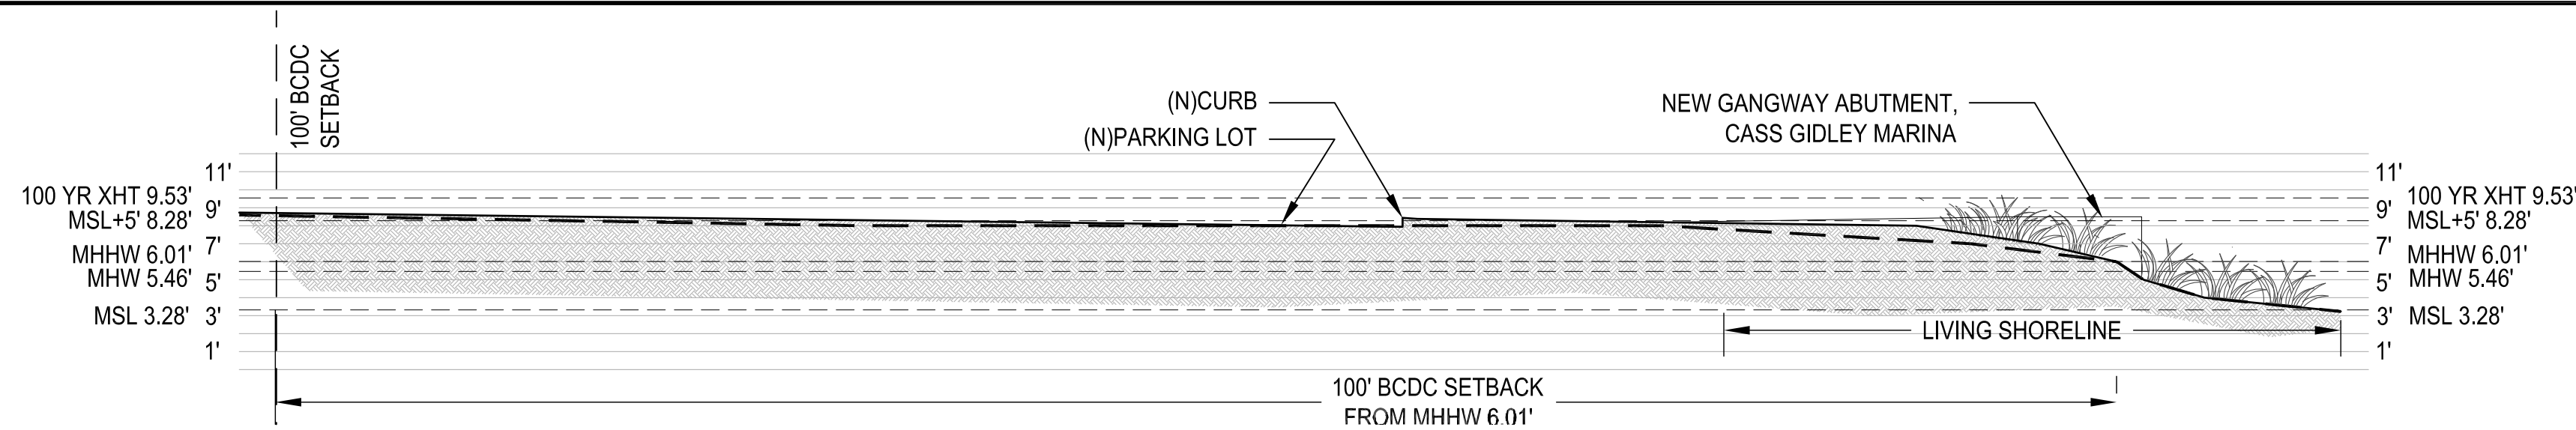 100' BCDC
SETBACK
(N)CURB
(N)PARKING LOT
NEW GANGWAY ABUTMENT,
CASS GIDLEY MARINA
11'
100 YR XHT 9.53'
9'
MSL+5' 8.28'
7'
MHHW 6.01'
MHW 5.46'
5'
MSL 3.28'
3'
1'
11'
100 YR XHT 9.53'
9'
MSL+5' 8.28'
7'
MHHW 6.01'
MHW 5.46'
5'
3'
MSL 3.28'
1'
LIVING SHORELINE
100' BCDC SETBACK
FROM MHHW 6.01'